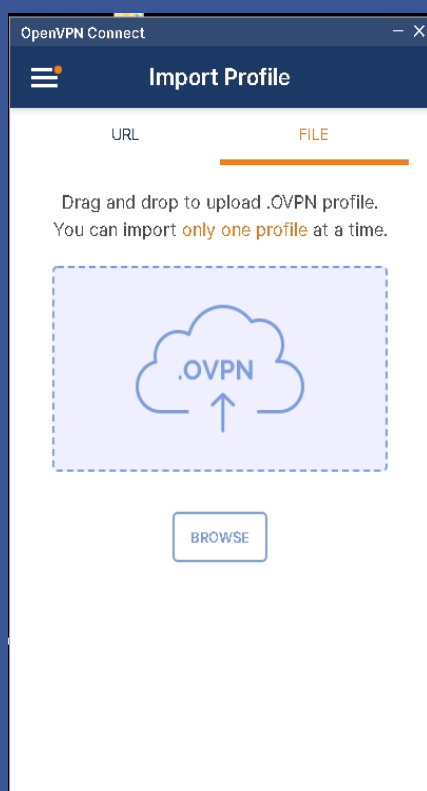 OpenVPN Connect
Import Profile
URL
FILE
Drag and drop to upload .OVPN profile.
You can import only one profile at a time.
.OVPN
BROWSE